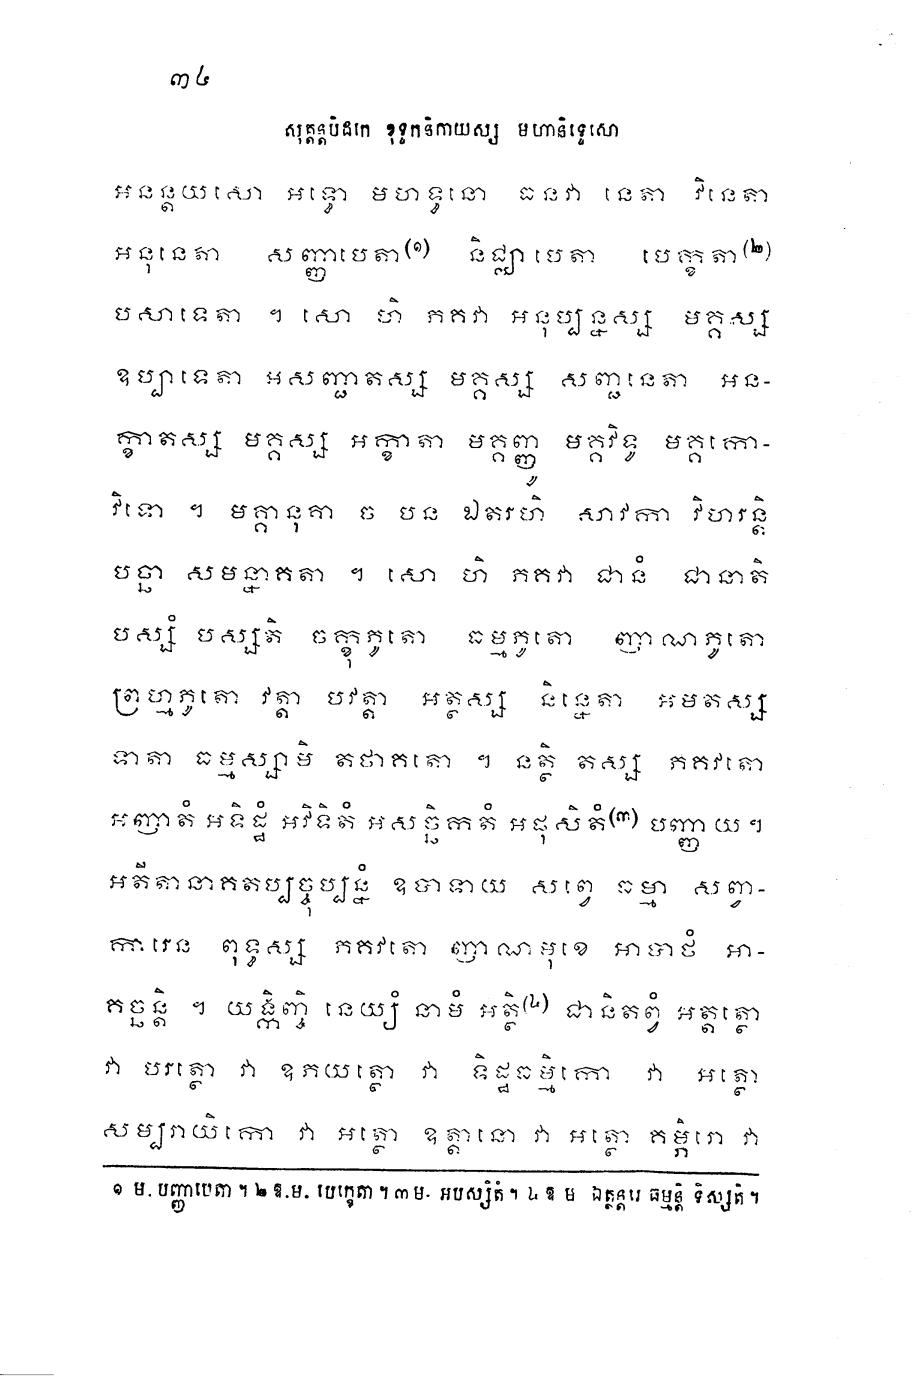 ៣៤
សុត្តន្តបិដកេ ខុទ្ទកនិកាយស្ស មហានិទ្ទេសោ
អនន្តយសោ អឌ្ឍោ មហទ្ធនោ ធនវា នេតា វិនេតា
អនុនេតា សញ្ញាបេតា(១) និជ្ឈាបេតា បេក្ខតា(២)
បសាទេតា ។ សោ ហិ ភគវា អនុប្បន្នស្ស មគ្គស្ស
ឧប្បាទេតា អសញ្ជាតស្ស មគ្គស្ស សញ្ជនេតា អន-
ក្ខាតស្ស មគ្គស្ស អក្ខាតា មគ្គញ្ញូ មគ្គវិទូ មគ្គកោ-
វិទោ ។ មគ្គានុគា ច បន ឯតរហិ សាវកា វិហរន្តិ
បច្ឆា សមន្នាគតា ។ សោ ហិ ភគវា ជានំ ជានាតិ
បស្សំ បស្សតិ ចក្ខុភូតោ ធម្មភូតោ ញាណភូតោ
ព្រហ្មភូតោ វត្តា បវត្តា អត្ថស្ស និន្នេតា អមតស្ស
ទាតា ធម្មស្សាមិ តថាគតោ ។ នត្ថិ តស្ស ភគវតោ
អញាតំ អទិដ្ឋំ អវិទិតំ អសច្ឆិកតំ អផុសិតំ(៣) បញ្ញាយ ។
អតីតានាគតប្បច្ចុប្បន្នំ ឧបាទាយ សព្វេ ធម្មា សព្វា-
ការេន ពុទ្ធស្ស ភគវតោ ញាណមុខេ អាបាថំ អា-
គច្ឆន្តិ ។ យង្កិញ្ចិ នេយ្យំ នាមំ អត្ថិ(៤) ជានិតព្វំ អត្តត្ថោ
វា បរត្ថោ វា ឧភយត្ថោ វា ទិដ្ឋធម្មិកោ វា អត្ថោ
សម្បរាយិកោ វា អត្ថោ ឧត្តានោ វា អត្ថោ គម្ភិរោ វា
១ ម. បញ្ញាបេតា ។ ២ ឱ.ម. បេក្ខេតា ។ ៣ ម. អបស្សិតំ ។ ៤ ឱ ម ឯត្ថន្តរេ ធម្មន្តិ ទិស្សតិ ។